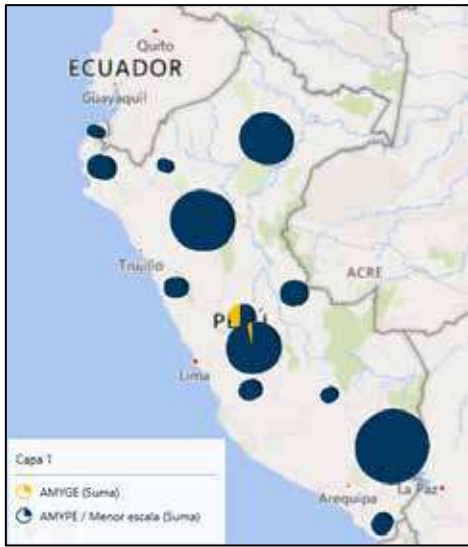 Quito
ECUADOR
Guayaquil
Trujillo
ACRE
Lima
La Paz
Arequipa
Capa 1
AMYGE (Suma)
AMYPE / Menor escala (Suma)